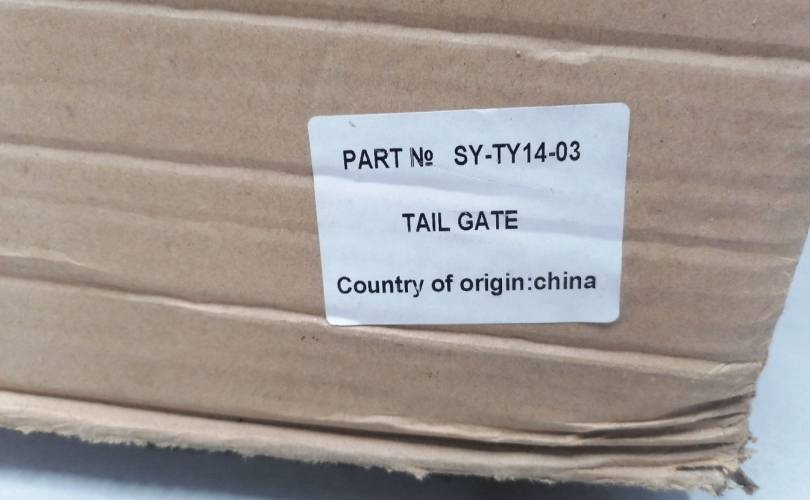 PART № SY-TY14-03
TAIL GATE
Country of origin:china